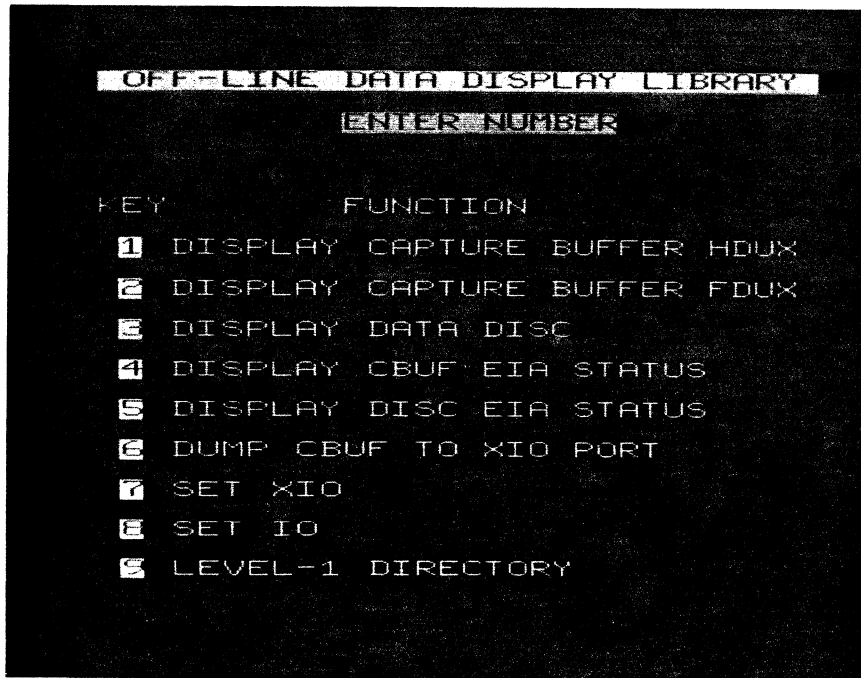 OFF-LINE DATA DISPLAY LIBRARY
ENTER NUMBER
KEY FUNCTION
1 DISPLAY CAPTURE BUFFER HDUX
2 DISPLAY CAPTURE BUFFER FDUX
3 DISPLAY DATA DISC
4 DISPLAY CBUF EIA STATUS
5 DISPLAY DISC EIA STATUS
6 DUMP CBUF TO XIO PORT
7 SET XIO
8 SET IO
9 LEVEL-1 DIRECTORY